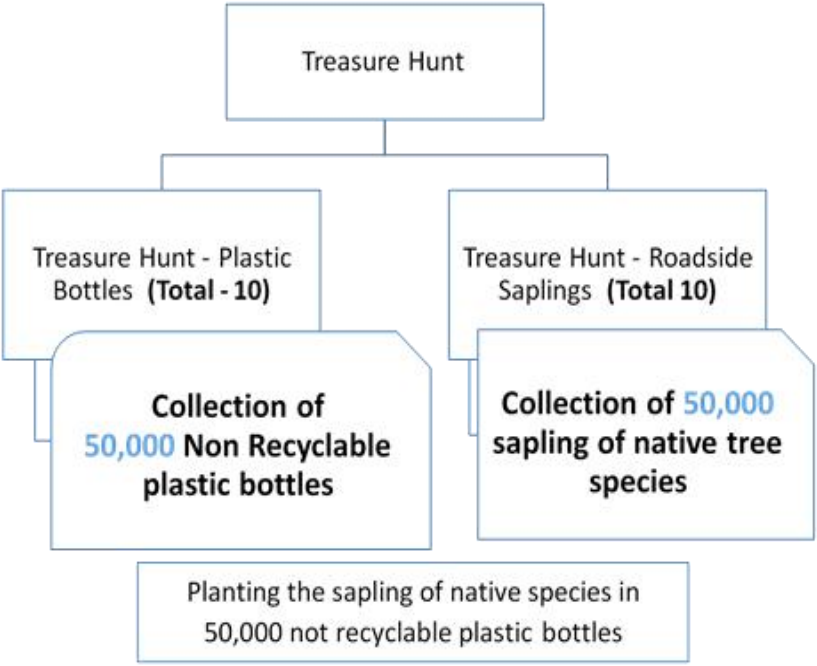 Treasure Hunt
Treasure Hunt - Plastic
Bottles (Total - 10)
Collection of
50,000 Non Recyclable
plastic bottles
Treasure Hunt - Roadside
Saplings (Total 10)
Collection of 50,000
sapling of native tree
species
Planting the sapling of native species in
50,000 not recyclable plastic bottles